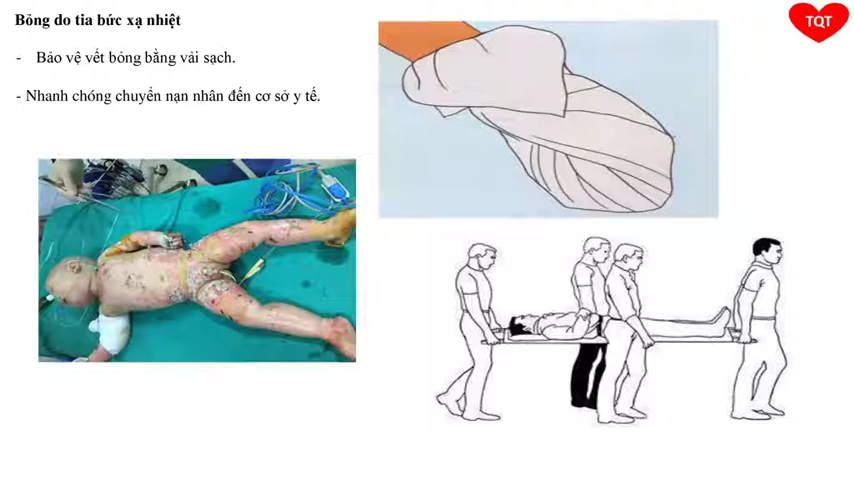 Bỏng do tia bức xạ nhiệt
TQT
- Bảo vệ vết bỏng bằng vải sạch.
- Nhanh chóng chuyển nạn nhân đến cơ sở y tế.